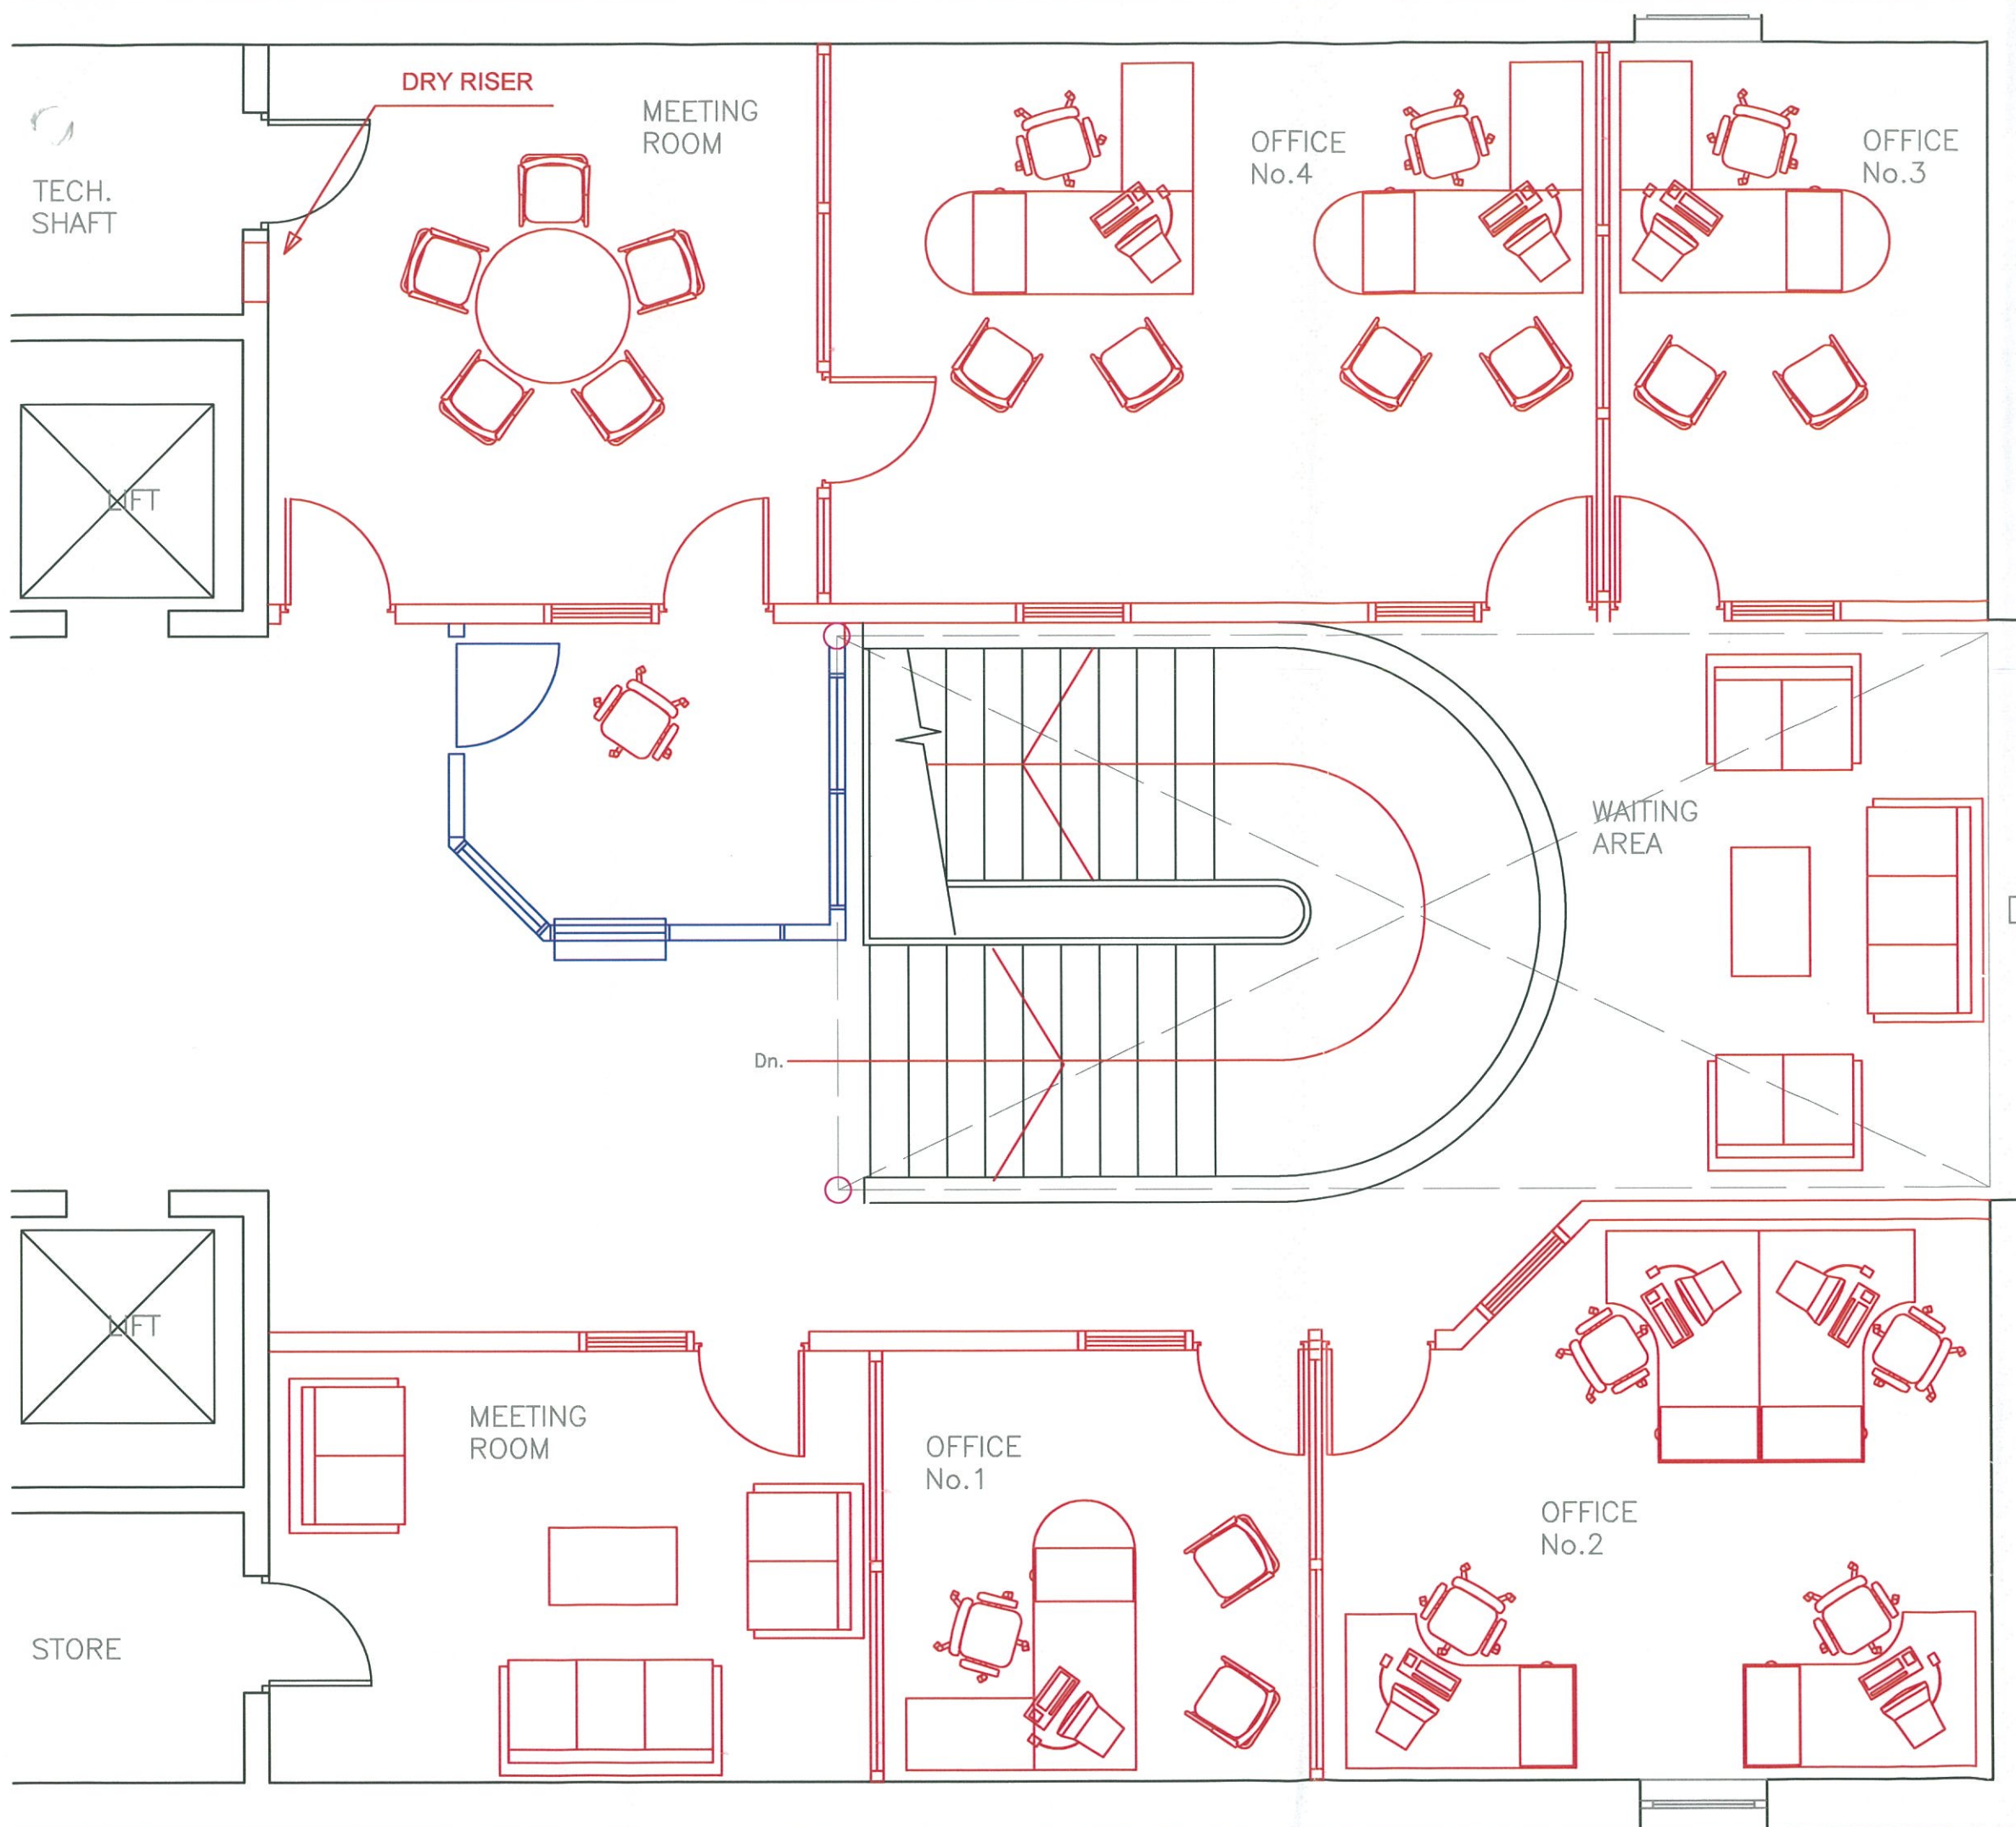 DRY RISER
MEETING
ROOM
OFFICE
No.4
OFFICE
No.3
TECH.
SHAFT
LIFT
WAITING
AREA
Dn.
LIFT
MEETING
ROOM
OFFICE
No.1
OFFICE
No.2
STORE